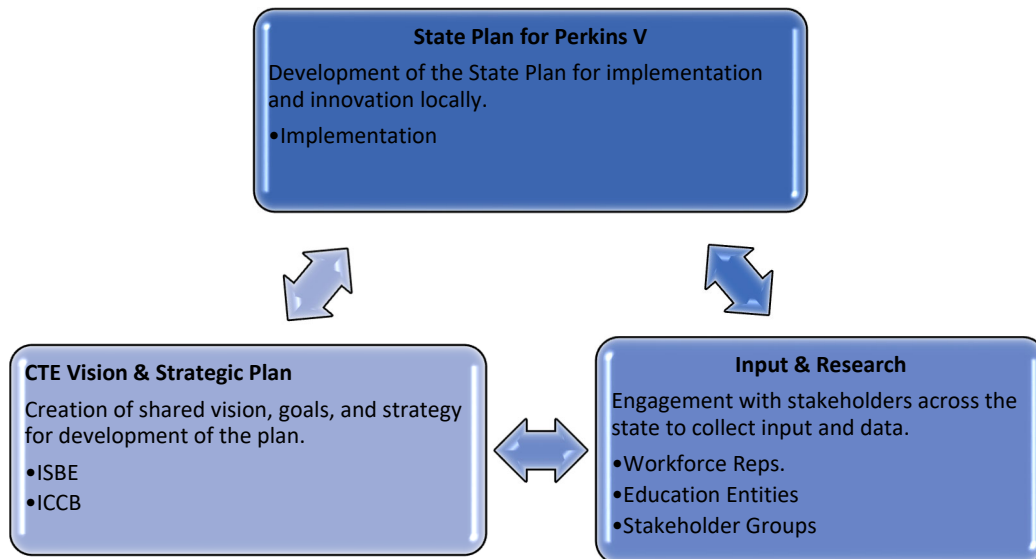 State Plan for Perkins V
Development of the State Plan for implementation
and innovation locally.
•Implementation
CTE Vision & Strategic Plan
Creation of shared vision, goals, and strategy
for development of the plan.
•ISBE
•ICCB
Input & Research
Engagement with stakeholders across the
state to collect input and data.
•Workforce Reps.
•Education Entities
•Stakeholder Groups